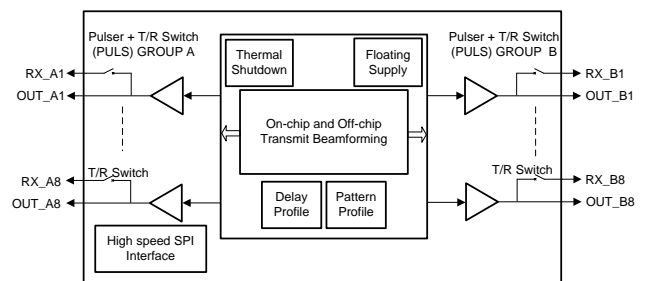 Pulser + T/R Switch
(PULS) GROUP A
Pulser + T/R Switch
(PULS) GROUP B
Thermal
Shutdown
Floating
Supply
RX_A1
OUT_A1
RX_B1
OUT_B1
On-chip and Off-chip
Transmit Beamforming
T/R Switch
T/R Switch
RX_A8
OUT_A8
RX_B8
OUT_B8
Delay
Profile
Pattern
Profile
High speed SPI
Interface